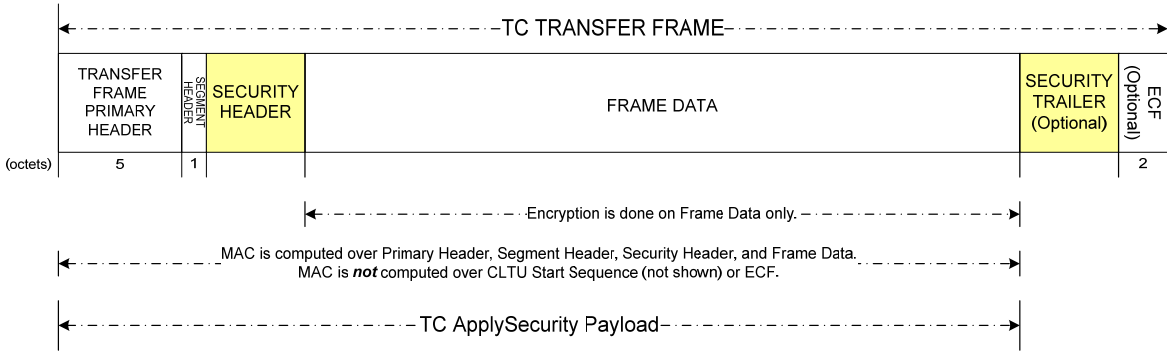 TC TRANSFER FRAME
TRANSFER
FRAME
PRIMARY
HEADER
SEGMENT
HEADER
SECURITY
HEADER
FRAME DATA
SECURITY
TRAILER
(Optional)
ECF
(Optional)
(octets)
5
1
2
Encryption is done on Frame Data only.
MAC is computed over Primary Header, Segment Header, Security Header, and Frame Data.
MAC is not computed over CLTU Start Sequence (not shown) or ECF.
TC ApplySecurity Payload